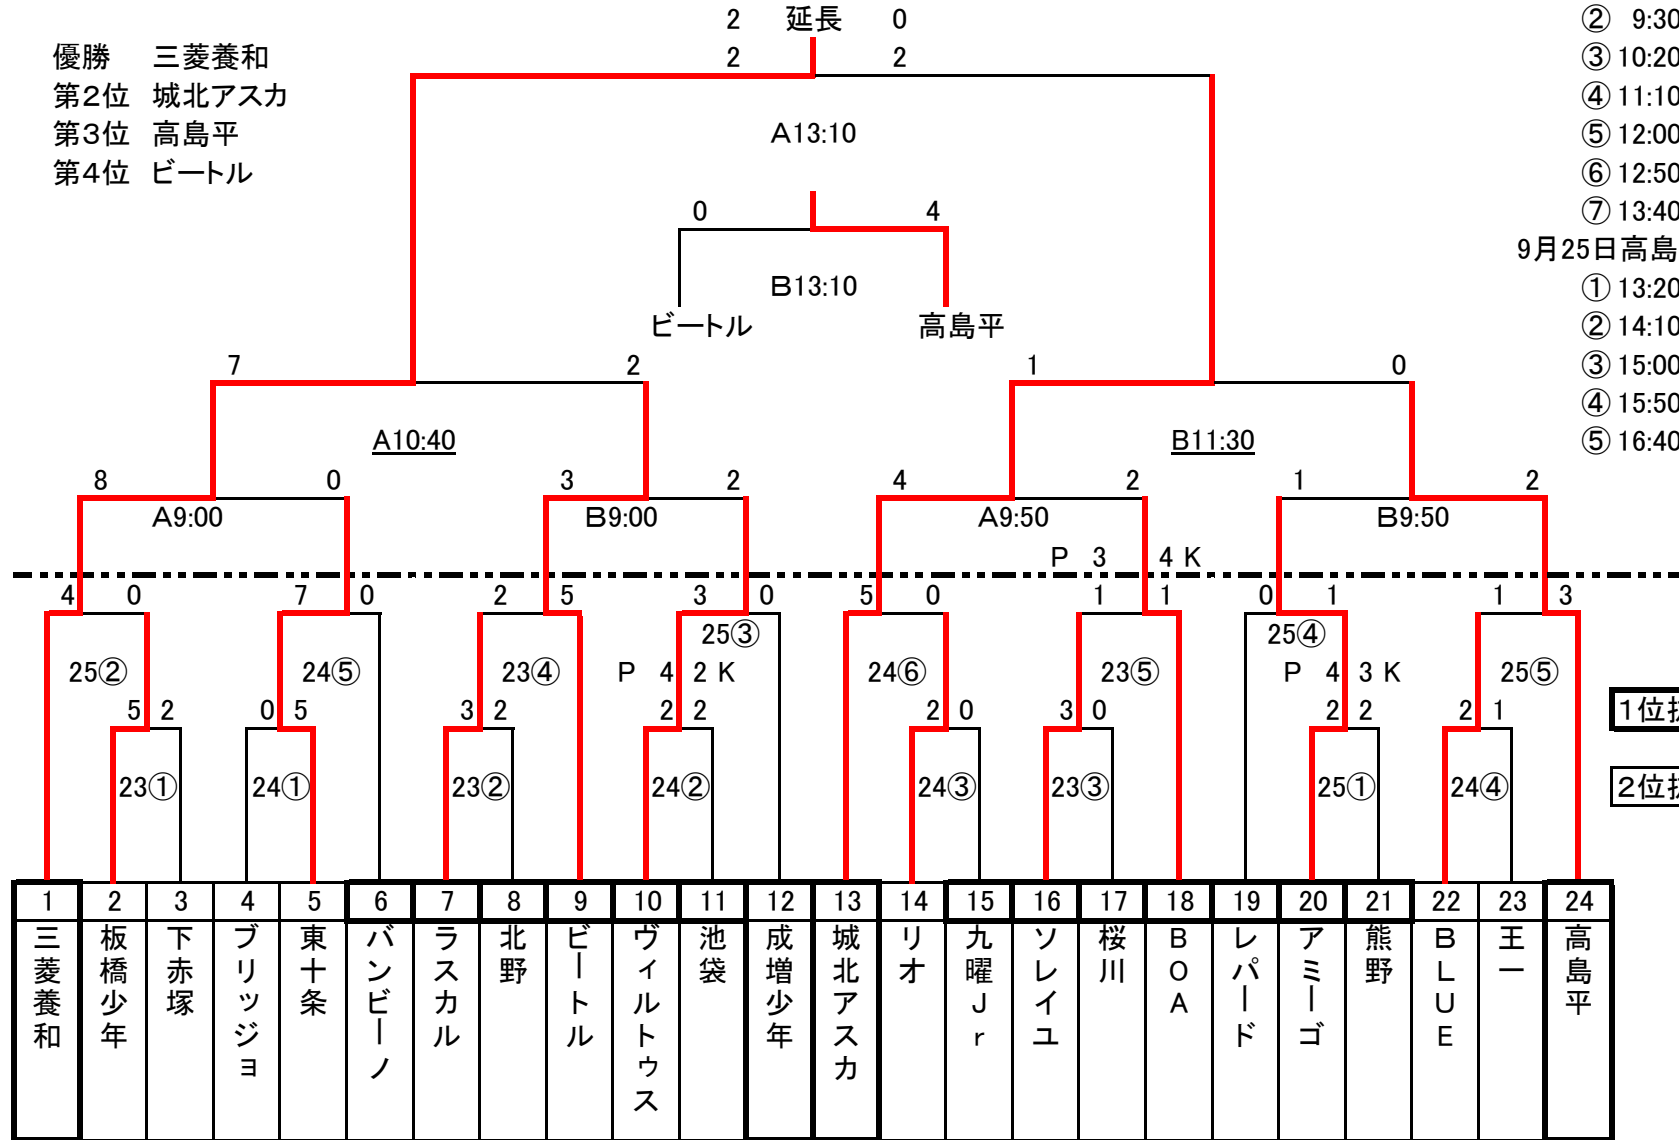 2 延長 0 ② 9:30
優勝 三菱養和 2 2 ③ 10:20
第2位 城北アスカ ④ 11:10
第3位 高島平 A13:10 ⑤ 12:00
第4位 ビートル ⑥ 12:50
0 4 ⑦ 13:40
9月25日高島
B13:10 ① 13:20
ビートル 高島平 ② 14:10
7 2 1 0 ③ 15:00
④ 15:50
A10:40 B11:30 ⑤ 16:40
8 0 3 2 4 2 1 2
A9:00 B9:00 A9:50 B9:50
P 3 4 K
4 0 7 0 2 5 3 0 5 0 1 1 0 1 1 3
25③ 25④
25② 24⑤ 23④ P 4 2 K 24⑥ 23⑤ P 4 3 K 25⑤
5 2 0 5 3 2 2 2 2 0 3 0 2 2 2 1 1位
23① 24① 23② 24② 24③ 23③ 25① 24④ 2位
1 2 3 4 5 6 7 8 9 10 11 12 13 14 15 16 17 18 19 20 21 22 23 24
三菱養和
板橋少年
下赤塚
ブリッジョ
東十条
バンビーノ
ラスカル
北野
ビートル
ヴィルトゥス
池袋
成増少年
城北アスカ
リオ
九曜Jr
ソレイユ
桜川
BOA
レパード
アミーゴ
熊野
BLUE
王一
高島平